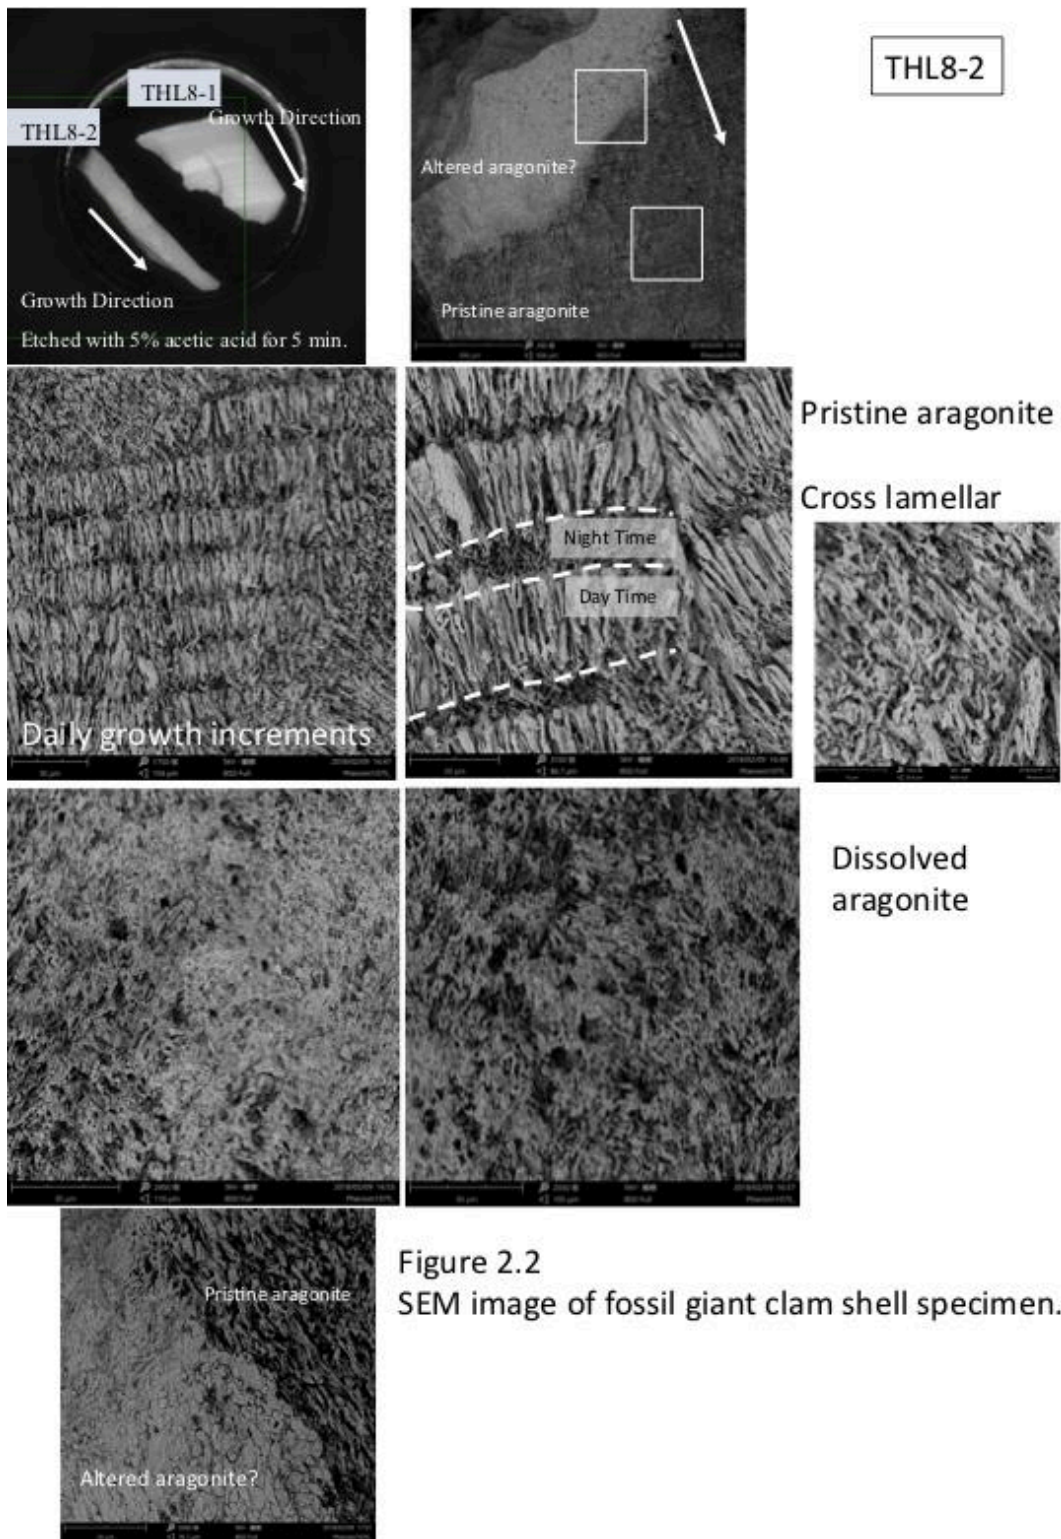 THL8-2
THL8-1
Growth Direction
THL8-2
Growth Direction
Etched with 5% acetic acid for 5 min.
Altered aragonite?
Pristine aragonite
Pristine aragonite
Cross lamellar
Night Time
Day Time
Daily growth increments
Dissolved
aragonite
Pristine aragonite
Altered aragonite?
Figure 2.2
SEM image of fossil giant clam shell specimen.